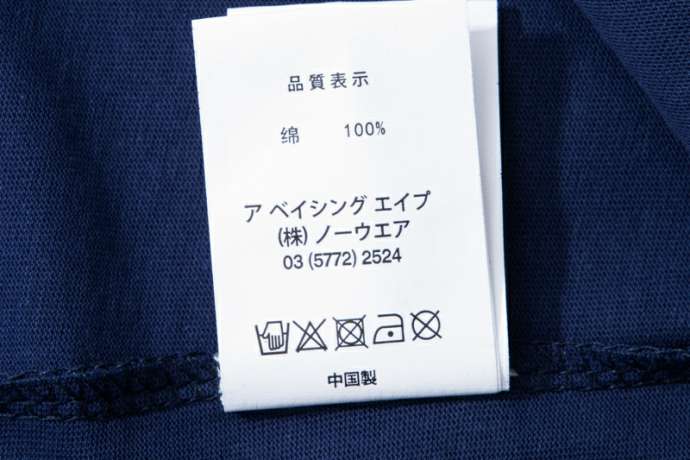 品質表示
绵 100%
ア ベイシング エイプ
(株) ノーウエア
03 (5772) 2524
中国製